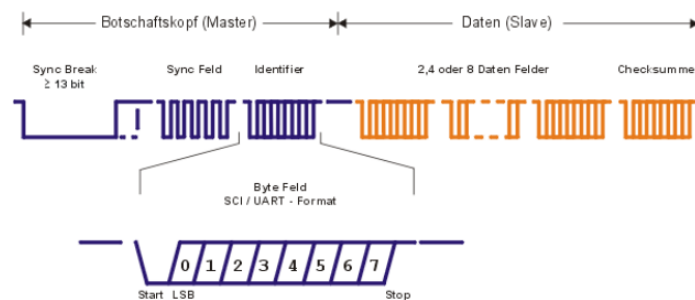 Botschaftskopf (Master)
Daten (Slave)
Sync Break
≥ 13 bit
Sync Feld
Identifier
2,4 oder 8 Daten Felder
Checksumme
Byte Feld
SCI / UART - Format
0 1 2 3 4 5 6 7
Start LSB
Stop